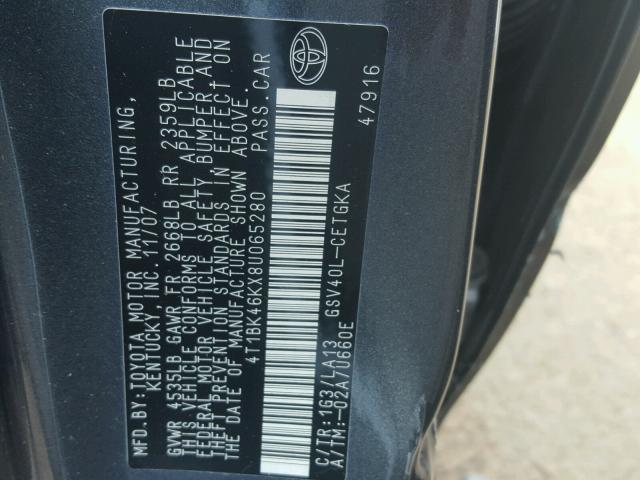 MFD.BY:TOYOTA MOTOR MANUFACTURING,
KENTUCKY, INC. 11/07
GVWR 4535LB GAWR FR 2668LB RR 2359LB
THIS VEHICLE CONFORMS TO ALL APPLICABLE
FEDERAL MOTOR VEHICLE SAFETY, BUMPER, AND
THEFT PREVENTION STANDARDS IN EFFECT ON
THE DATE OF MANUFACTURE SHOWN ABOVE.
4T1BK46KX8U065280 PASS.CAR
C/TR:1G3/LA13 GSV40L-CETGKA
A/TM:-02A/U660E 47916